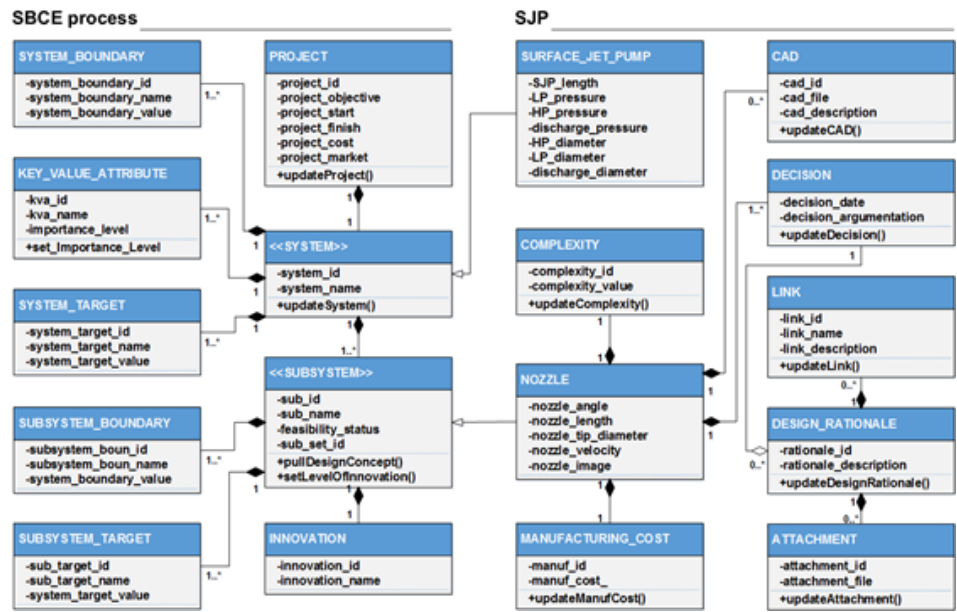 SBCE process
SYSTEM_BOUNDARY
-system_boundary_id
-system_boundary_name
-system_boundary_value
1..*
KEY_VALUE_ATTRIBUTE
-kva_id
-kva_name
-importance_level
+set_Importance_Level
1..*
SYSTEM_TARGET
-system_target_id
-system_target_name
-system_target_value
1..*
SUBSYSTEM_BOUNDARY
-subsystem_boun_id
-subsystem_boun_name
-system_boundary_value
1..*
SUBSYSTEM_TARGET
-sub_target_id
-sub_target_name
-system_target_value
1..*
PROJECT
-project_id
-project_objective
-project_start
-project_finish
-project_cost
-project_market
+updateProject()
1
1
1
<<SYSTEM>>
-system_id
-system_name
+updateSystem()
1
1
1
1..*
<<SUBSYSTEM>>
-sub_id
-sub_name
-feasibility_status
-sub_set_id
+pullDesignConcept()
+setLevelOfInnovation()
1
1
1
1
INNOVATION
-innovation_id
-innovation_name
SJP
SURFACE_JET_PUMP
-SJP_length
-LP_pressure
-HP_pressure
-discharge_pressure
-HP_diameter
-LP_diameter
-discharge_diameter
COMPLEXITY
-complexity_id
-complexity_value
+updateComplexity()
1
1
NOZZLE
-nozzle_angle
-nozzle_length
-nozzle_tip_diameter
-nozzle_velocity
-nozzle_image
1
1
1
1
MANUFACTURING_COST
-manuf_id
-manuf_cost_
+updateManufCost()
CAD
-cad_id
-cad_file
-cad_description
+updateCAD()
0..*
DECISION
-decision_date
-decision_argumentation
+updateDecision()
1..*
1
LINK
-link_id
-link_name
-link_description
+updateLink()
0..*
1
DESIGN_RATIONALE
-rationale_id
-rationale_description
+updateDesignRationale()
0..*
1
0..*
ATTACHMENT
-attachment_id
-attachment_file
+updateAttachment()